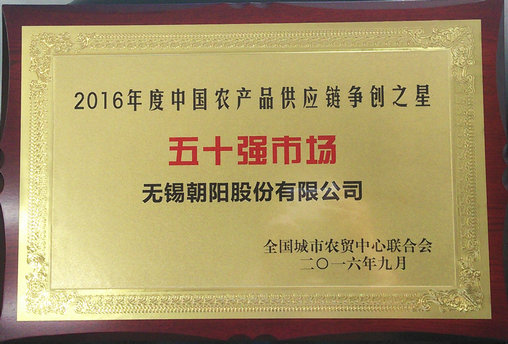 2016年度中国农产品供应链争创之星
五十强市场
无锡朝阳股份有限公司
全国城市农贸中心联合会
二〇一六年九月